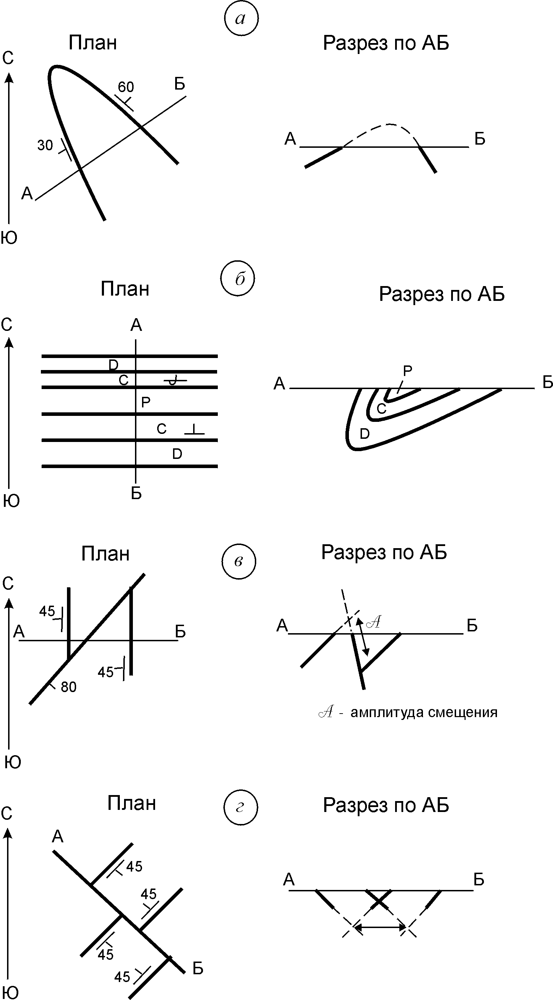 а
План
Разрез по АБ
С
60
Б
30
А
А
Б
Ю
б
План
Разрез по АБ
С
А
D
C
P
C
D
Б
А
P
C
D
Б
Ю
в
План
Разрез по АБ
С
45
А
Б
45
80
А
А
Б
А - амплитуда смещения
Ю
г
План
Разрез по АБ
С
А
45
45
45
45
Б
А
Б
Ю